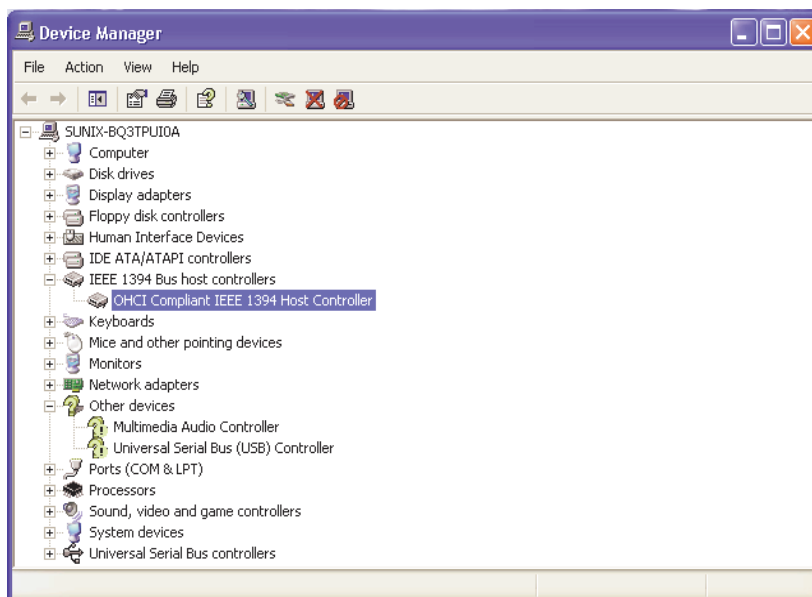 Device Manager
File Action View Help
SUNIX-BQ3TPUI0A
Computer
Disk drives
Display adapters
Floppy disk controllers
Human Interface Devices
IDE ATA/ATAPI controllers
IEEE 1394 Bus host controllers
OHCI Compliant IEEE 1394 Host Controller
Keyboards
Mice and other pointing devices
Monitors
Network adapters
Other devices
Multimedia Audio Controller
Universal Serial Bus (USB) Controller
Ports (COM & LPT)
Processors
Sound, video and game controllers
System devices
Universal Serial Bus controllers